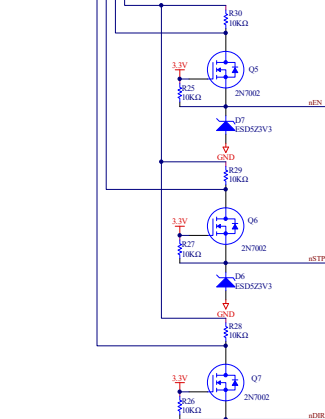 R30
10KΩ
Q5
3.3V
R25
10KΩ
2N7002
nEN
D7
ESD5Z3V3
GND
R29
10KΩ
3.3V
Q6
R27
10KΩ
2N7002
nSTP
D6
ESD5Z3V3
GND
R28
10KΩ
3.3V
Q7
R26
10KΩ
2N7002
nDIR